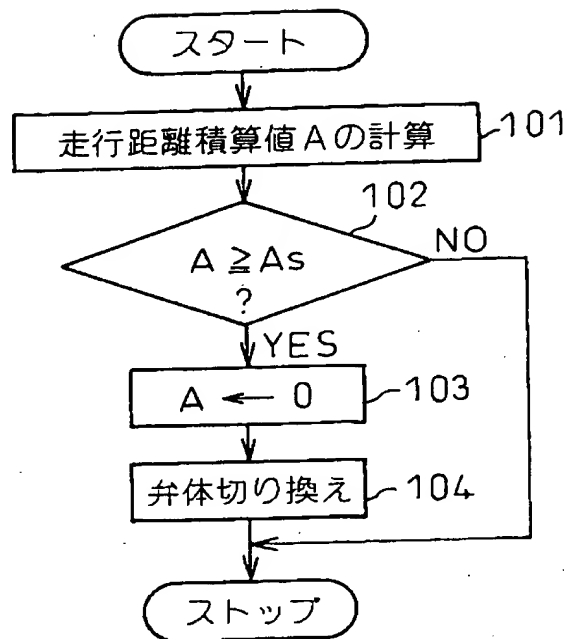 スタート
走行距離積算値Aの計算
101
102
A ≧ As
?
NO
YES
A ← 0
103
弁体切り換え
104
ストップ